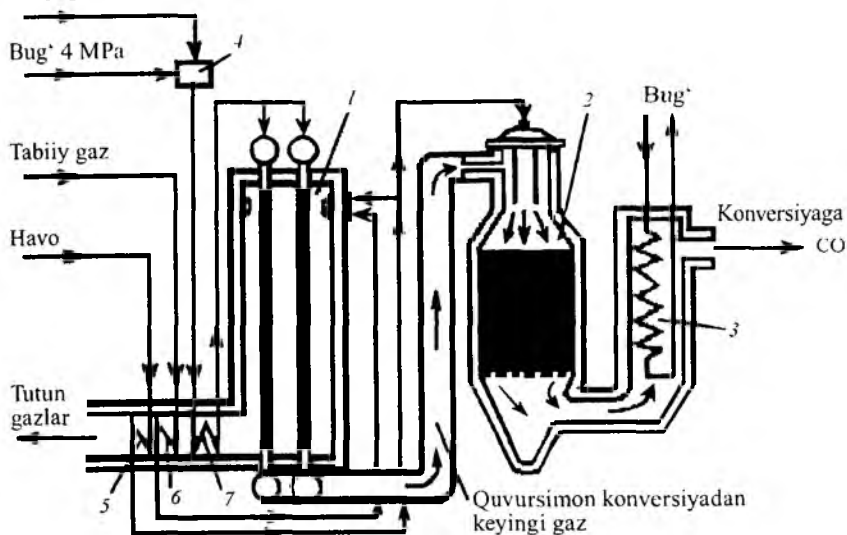 Bug‘ 4 MPa
4
1
2
Bug‘
Tabiiy gaz
Konversiyaga
CO
Havo
3
Tutun
gazlar
5
6
7
Quvursimon konversiyadan
keyingi gaz